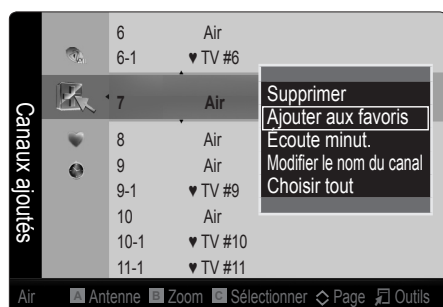 Canaux ajoutés
6 Air
6-1 ♥ TV #6
7 Air
8 Air
9 Air
9-1 ♥ TV #9
10 Air
10-1 ♥ TV #10
11-1 ♥ TV #11
Supprimer
Ajouter aux favoris
Écoute minut.
Modifier le nom du canal
Choisir tout
Air A Antenne B Zoom C Sélectionner Page Outils